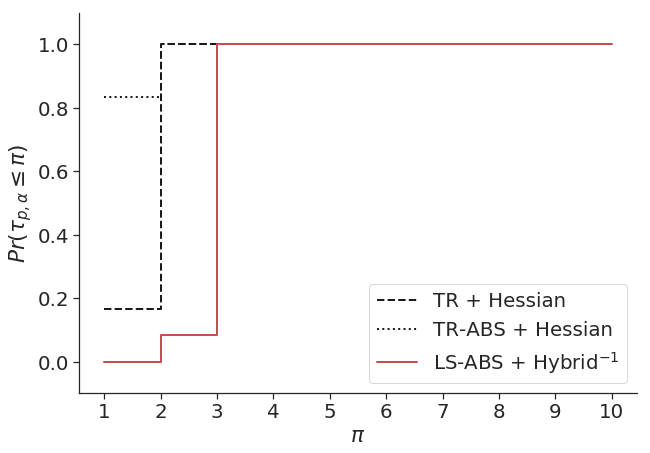 1.0
0.8
0.6
0.4
0.2
0.0
Pr(τp,α ≤ π)
TR + Hessian
TR-ABS + Hessian
LS-ABS + Hybrid⁻¹
1 2 3 4 5 6 7 8 9 10
π